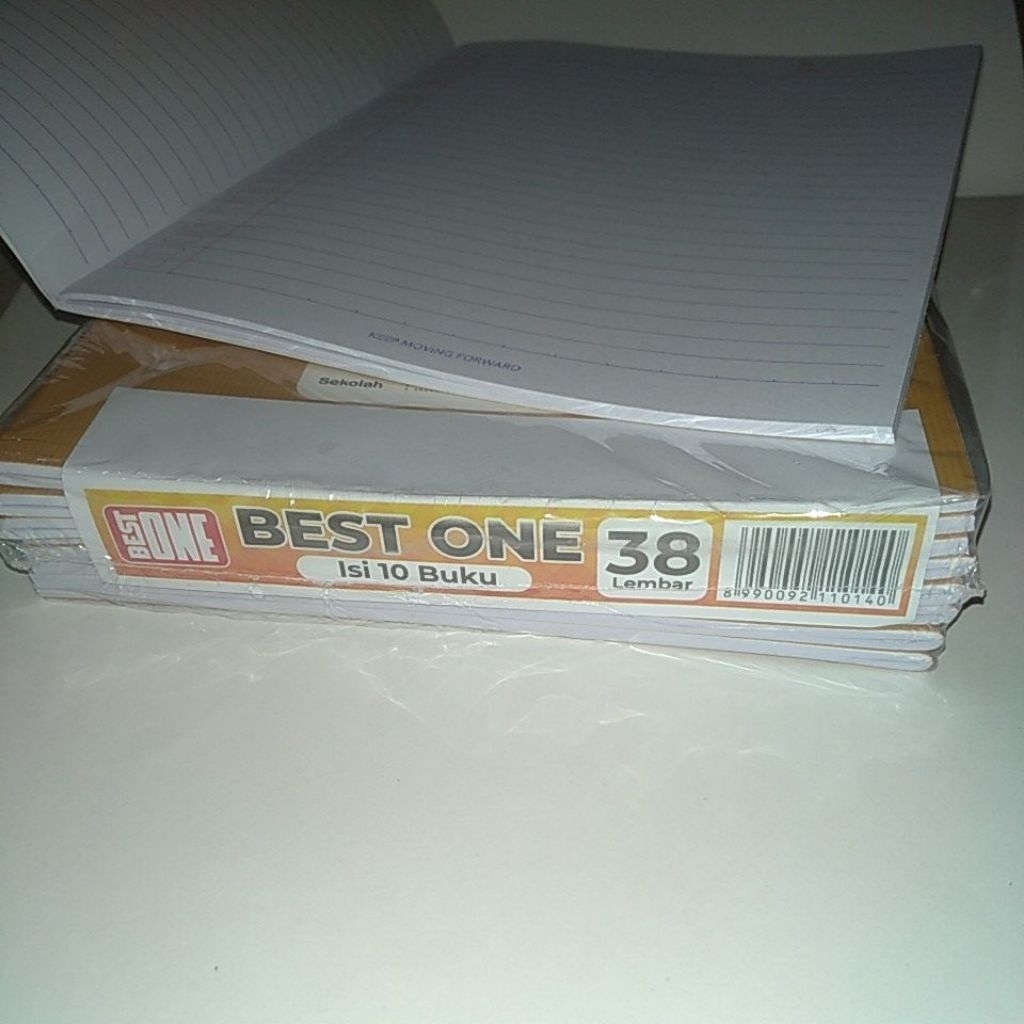 KEEP MOVING FORWARD
Sekolah
BEST ONE
BEST ONE
Isi 10 Buku
38
Lembar
8 990092 110140